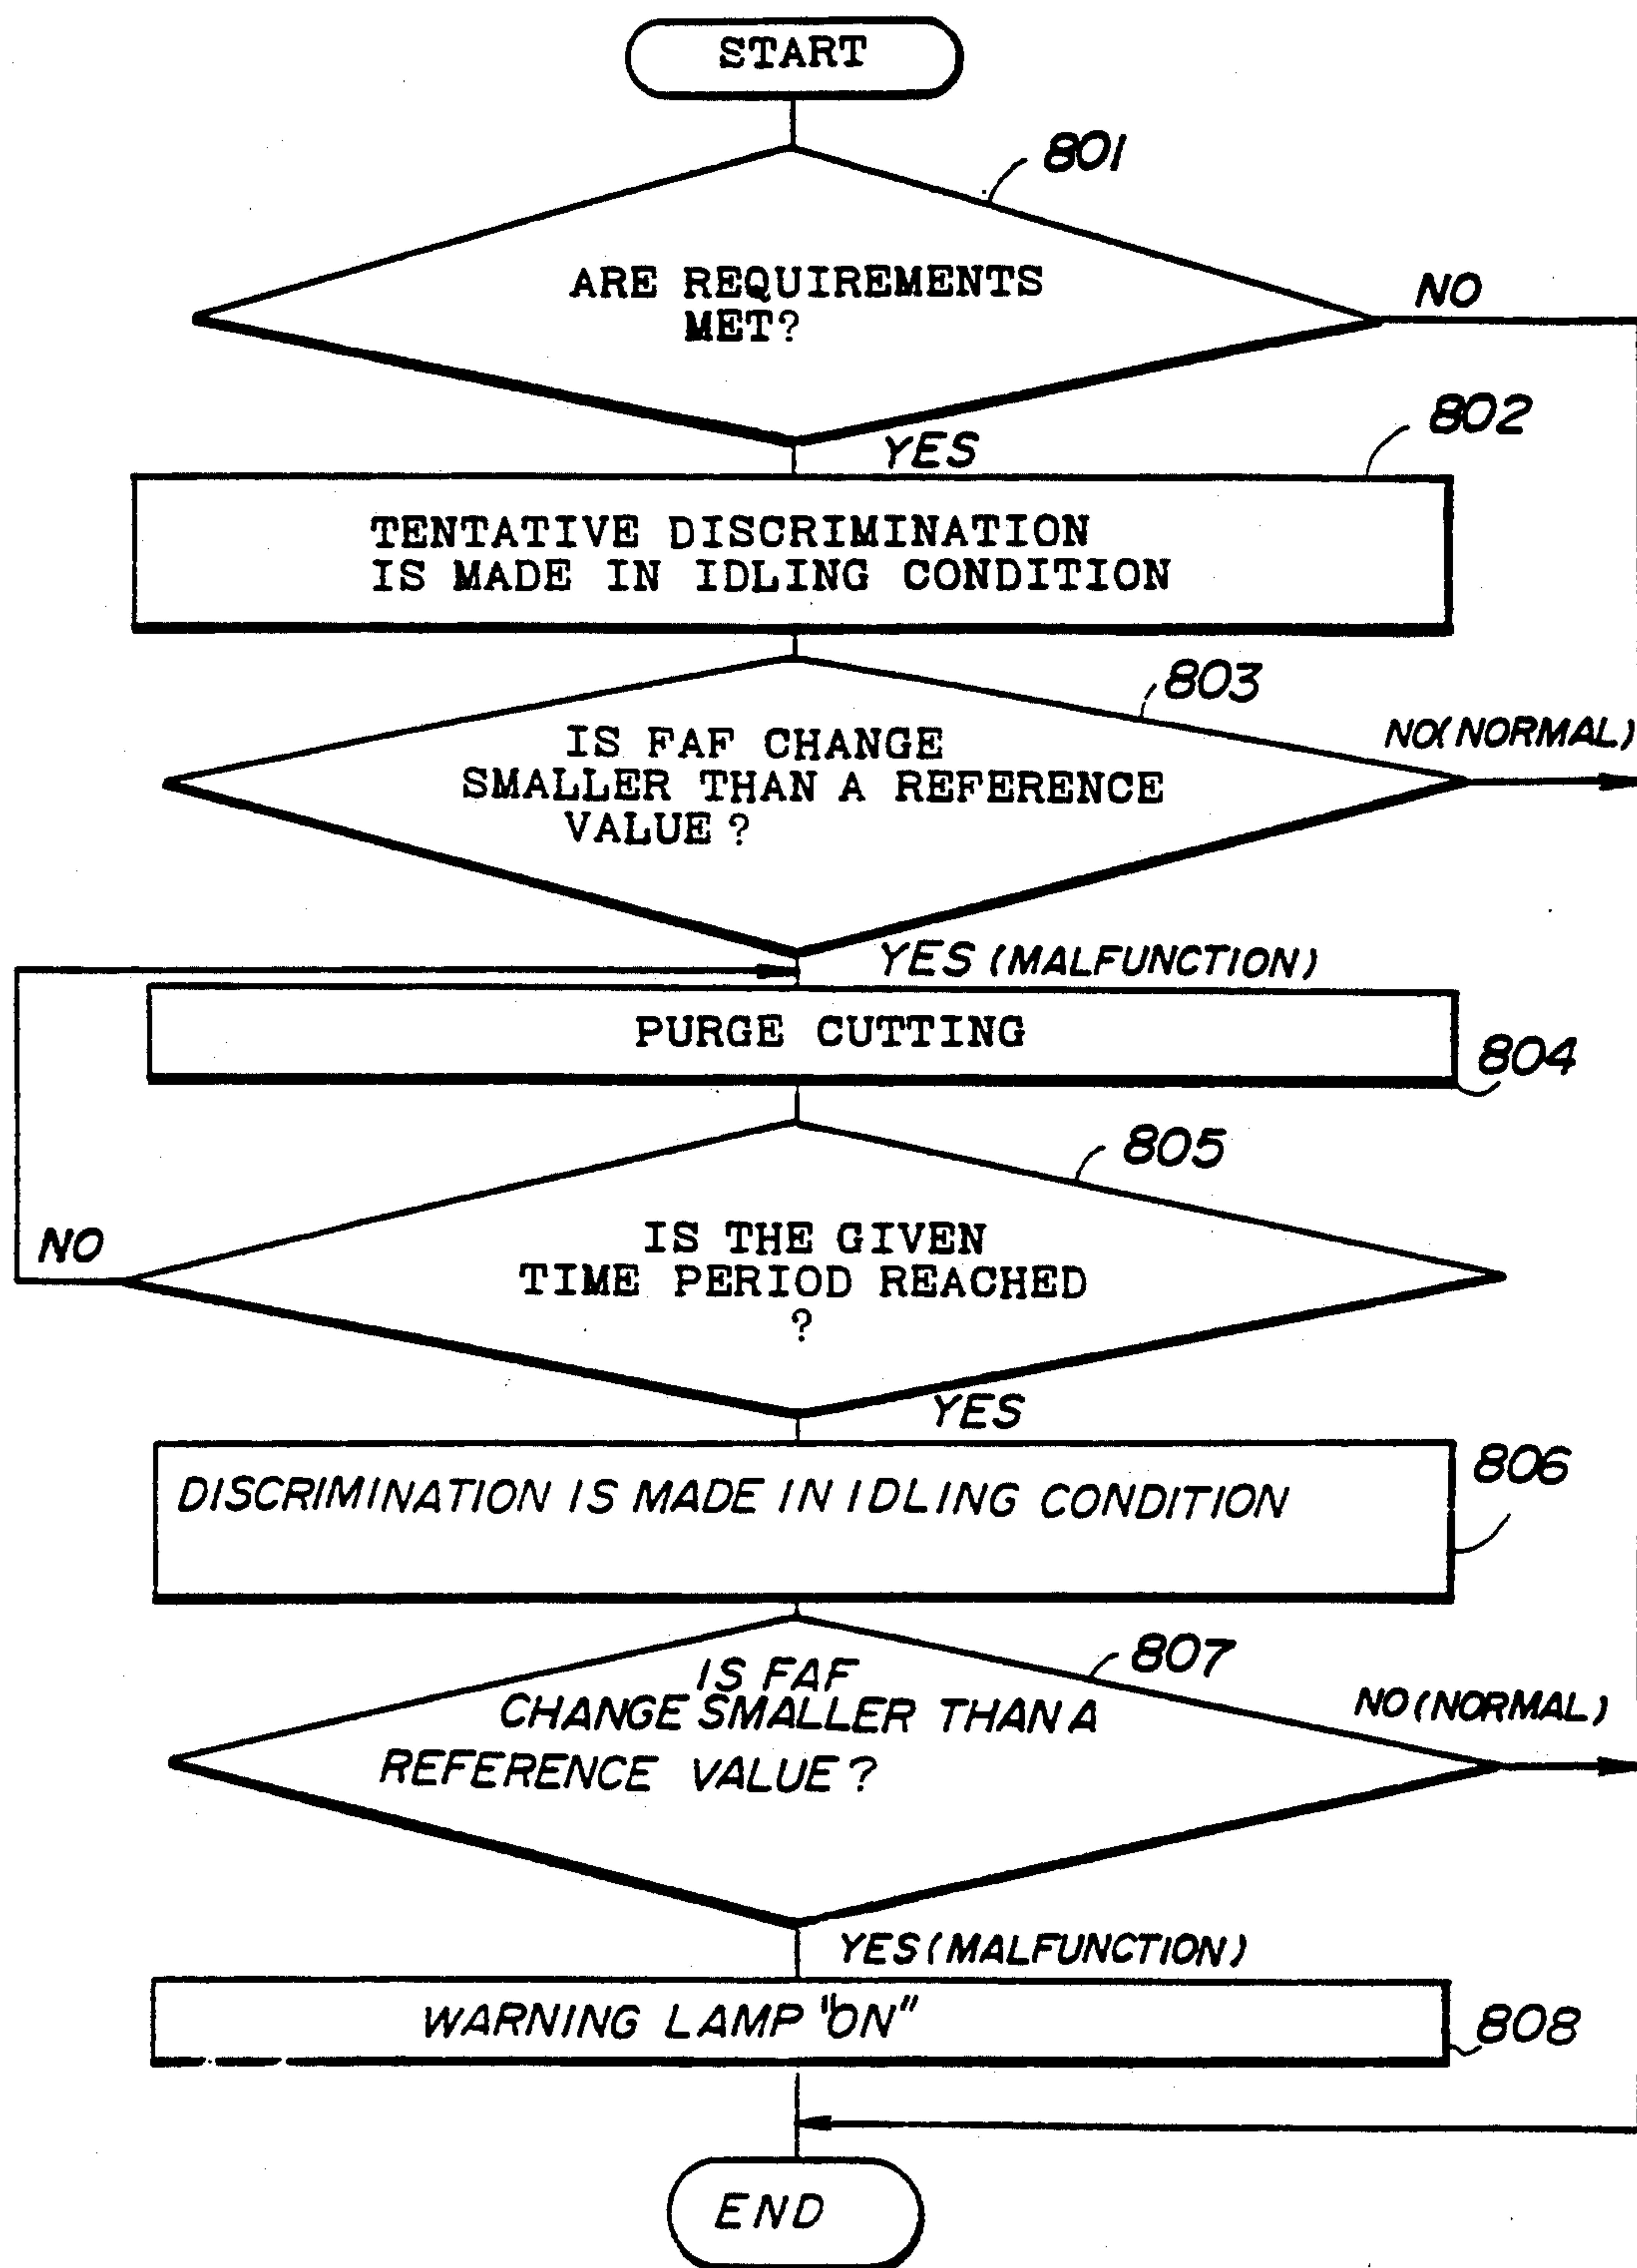 START
801
ARE REQUIREMENTS
MET?
NO
YES
802
TENTATIVE DISCRIMINATION
IS MADE IN IDLING CONDITION
803
IS FAF CHANGE
SMALLER THAN A REFERENCE
VALUE?
NO(NORMAL)
YES (MALFUNCTION)
PURGE CUTTING
804
805
IS THE GIVEN
TIME PERIOD REACHED
?
NO
YES
DISCRIMINATION IS MADE IN IDLING CONDITION
806
807
IS FAF
CHANGE SMALLER THAN A
REFERENCE VALUE?
NO (NORMAL)
YES (MALFUNCTION)
WARNING LAMP "ON"
808
END